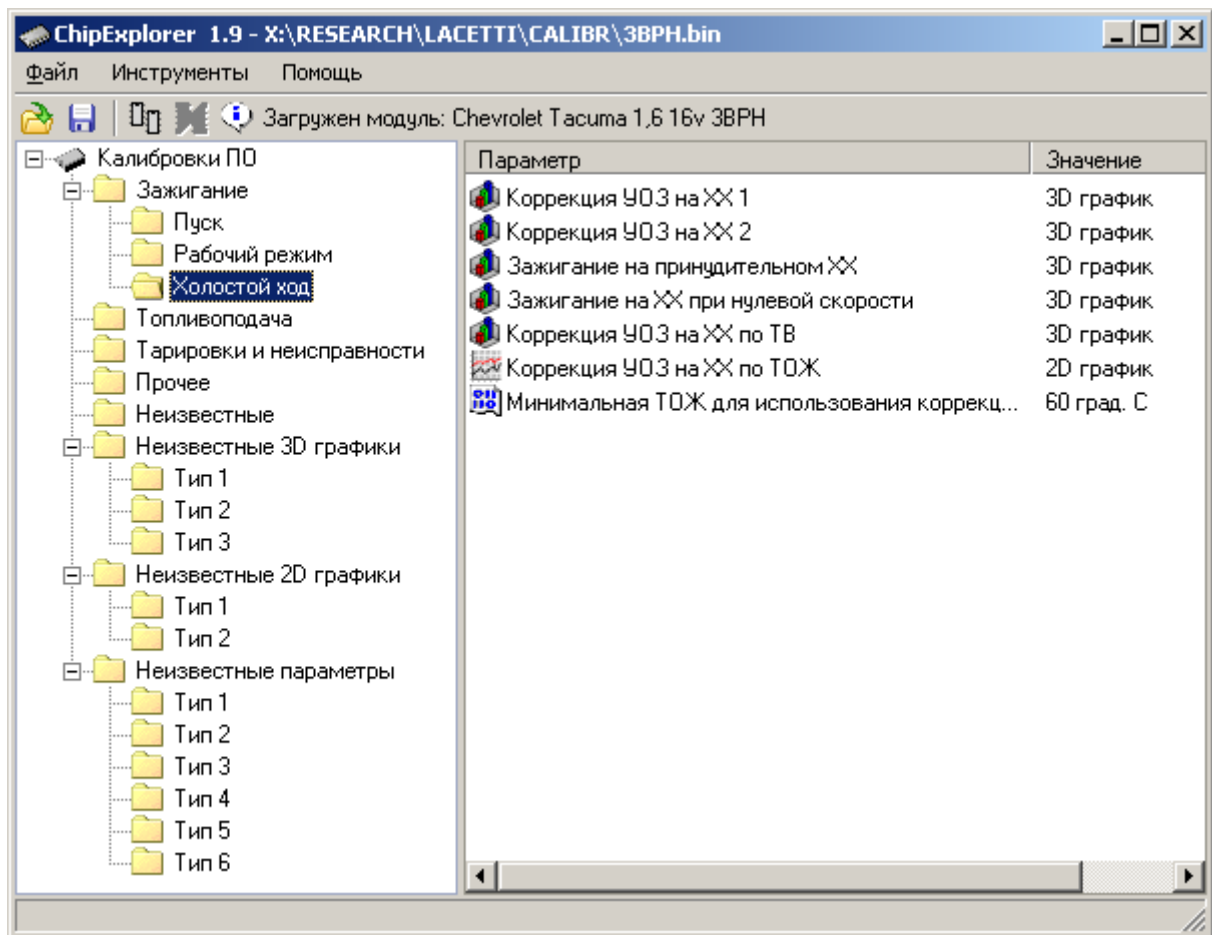 ChipExplorer 1.9 - X:\RESEARCH\LACETTI\CALIBR\3BPH.bin
Файл Инструменты Помощь
Загружен модуль: Chevrolet Tacuma 1,6 16v 3BPH
Калибровки ПО
Зажигание
Пуск
Рабочий режим
Холостой ход
Топливоподача
Тарировки и неисправности
Прочее
Неизвестные
Неизвестные 3D графики
Тип 1
Тип 2
Тип 3
Неизвестные 2D графики
Тип 1
Тип 2
Неизвестные параметры
Тип 1
Тип 2
Тип 3
Тип 4
Тип 5
Тип 6
Параметр Значение
Коррекция УОЗ на ХХ 1 3D график
Коррекция УОЗ на ХХ 2 3D график
Зажигание на принудительном ХХ 3D график
Зажигание на ХХ при нулевой скорости 3D график
Коррекция УОЗ на ХХ по ТВ 3D график
Коррекция УОЗ на ХХ по ТОЖ 2D график
Минимальная ТОЖ для использования коррекц... 60 град. С